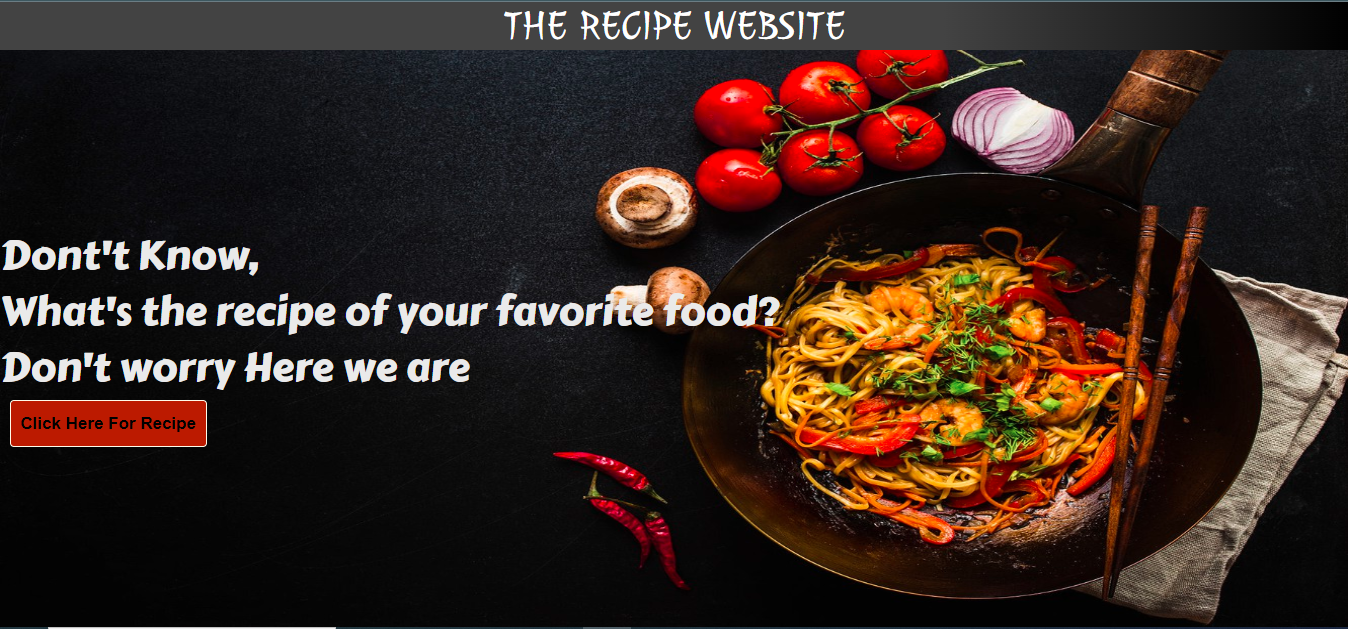 THE RECIPE WEBSITE
Dont't Know,
What's the recipe of your favorite food?
Don't worry Here we are
Click Here For Recipe